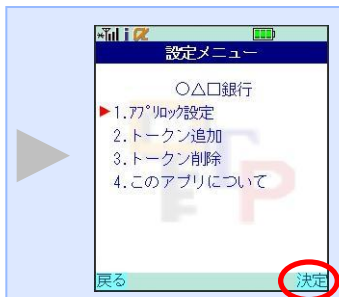 設定メニュー
○△□銀行
1.ｱﾌﾟﾘﾛｯｸ設定
2.トークン追加
3.トークン削除
4.このアプリについて
戻る
決定